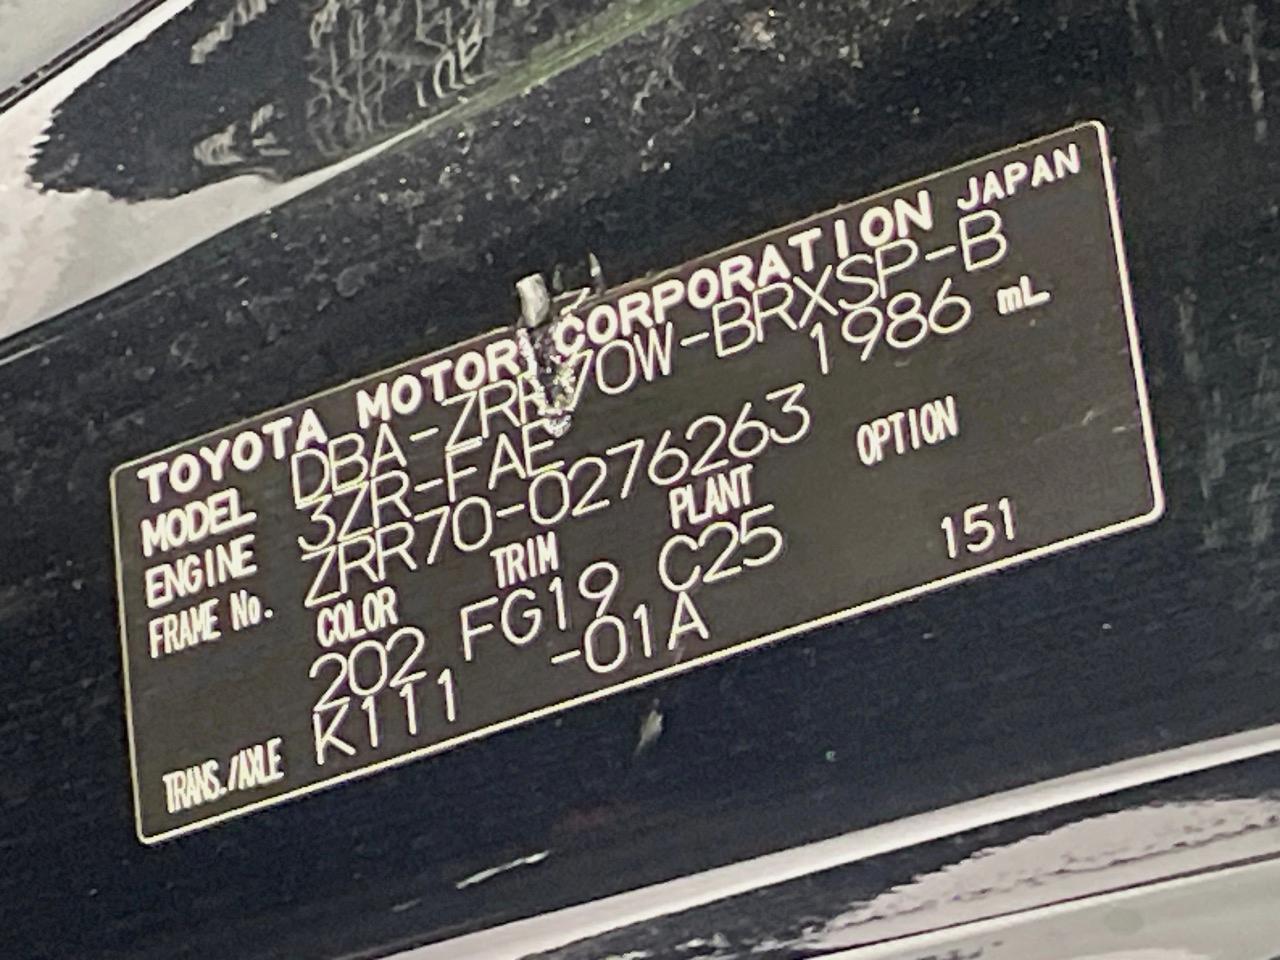 TOYOTA MOTOR CORPORATION JAPAN
MODEL DBA-ZRR70W-BRXSP-B
ENGINE 3ZR-FAE 1986 mL
FRAME No. ZRR70-0276263
COLOR TRIM PLANT OPTION
202 FG19 C25 151
TRANS./AXLE K111 -01A